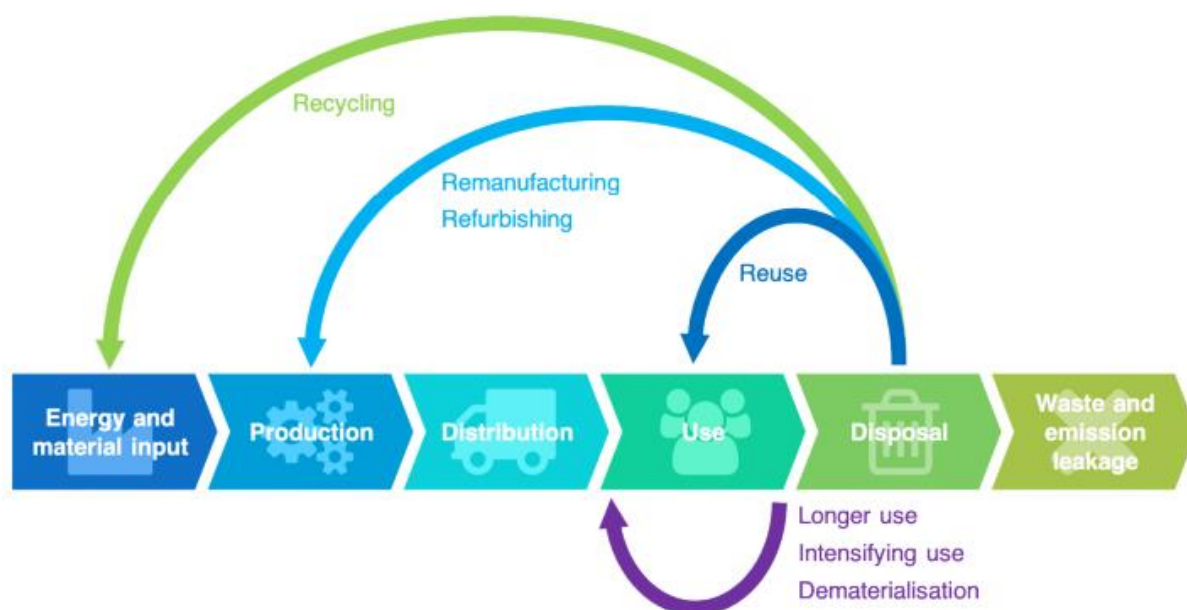 Recycling
Remanufacturing
Refurbishing
Reuse
Energy and
material input
Production
Distribution
Use
Disposal
Waste and
emission
leakage
Longer use
Intensifying use
Dematerialisation